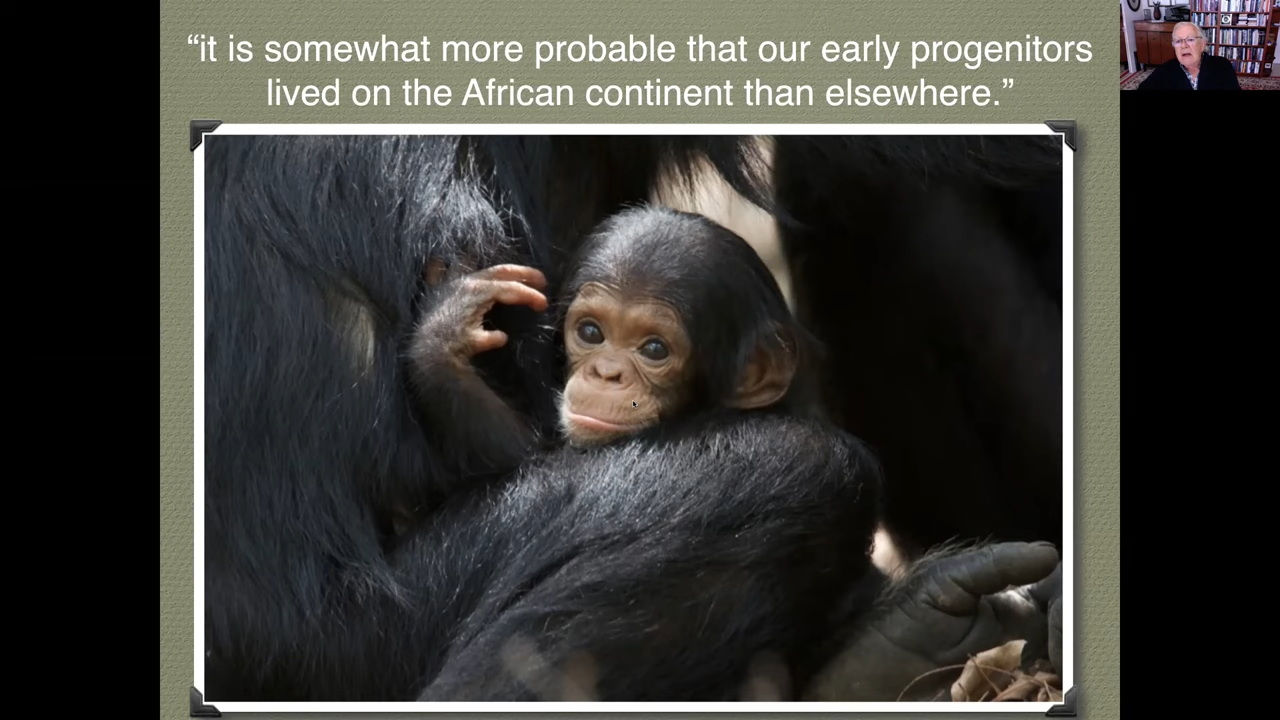 “it is somewhat more probable that our early progenitors
lived on the African continent than elsewhere.”